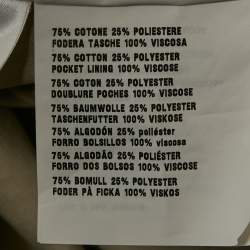 75% COTONE 25% POLIESTERE
FODERA TASCHE 100% VISCOSA
75% COTTON 25% POLYESTER
POCKET LINING 100% VISCOSE
75% COTON 25% POLYESTER
DOUBLURE POCHES 100% VISCOSE
75% BAUMWOLLE 25% POLYESTER
TASCHENFUTTER 100% VISKOSE
75% ALGODÓN 25% poliéster
FORRO BOLSILLOS 100% viscosa
75% ALGODÃO 25% POLIÉSTER
FORRO DOS BOLSOS 100% VISCOSE
75% BOMULL 25% POLYESTER
FODER PÅ FICKA 100% VISKOS